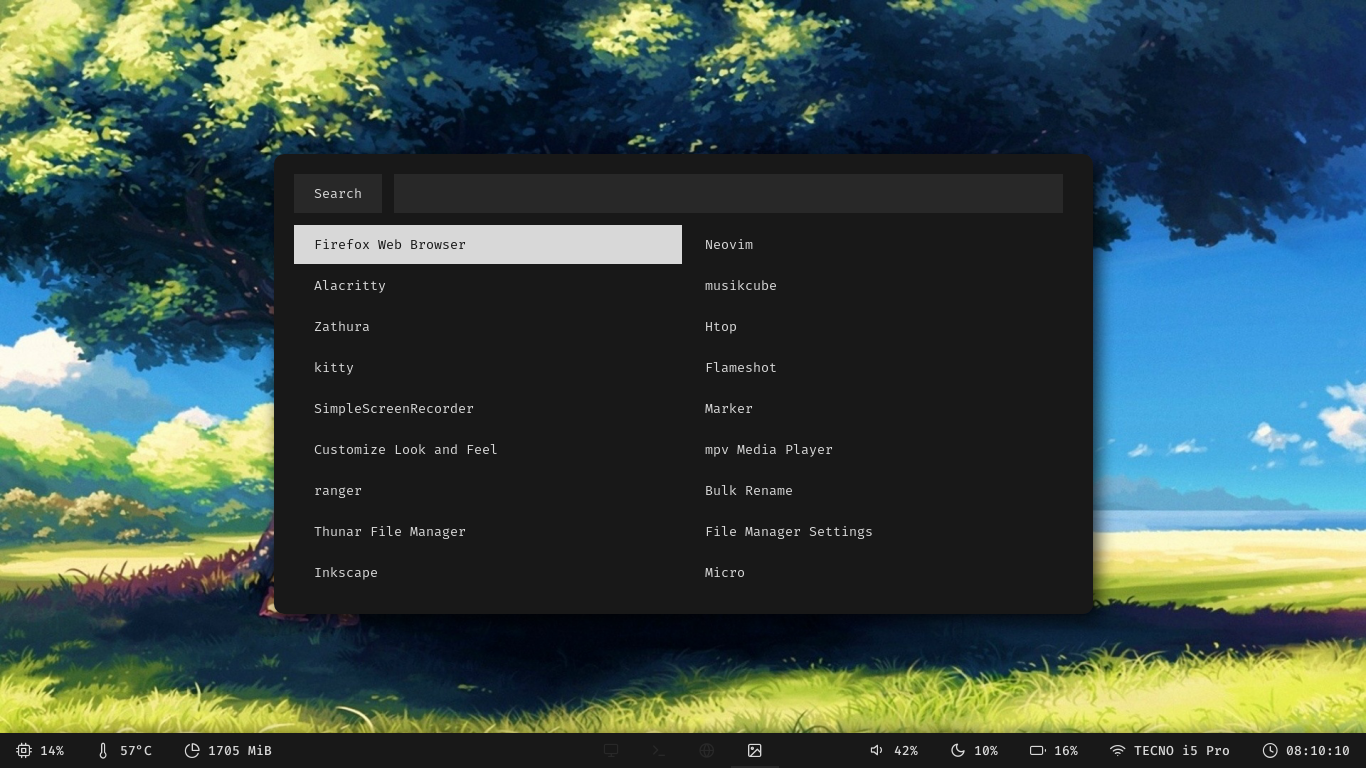 Search
Firefox Web Browser
Neovim
Alacritty
musikcube
Zathura
Htop
kitty
Flameshot
SimpleScreenRecorder
Marker
Customize Look and Feel
mpv Media Player
ranger
Bulk Rename
Thunar File Manager
File Manager Settings
Inkscape
Micro
14% 57°C 1705 MiB 42% 10% 16% TECNO i5 Pro 08:10:10